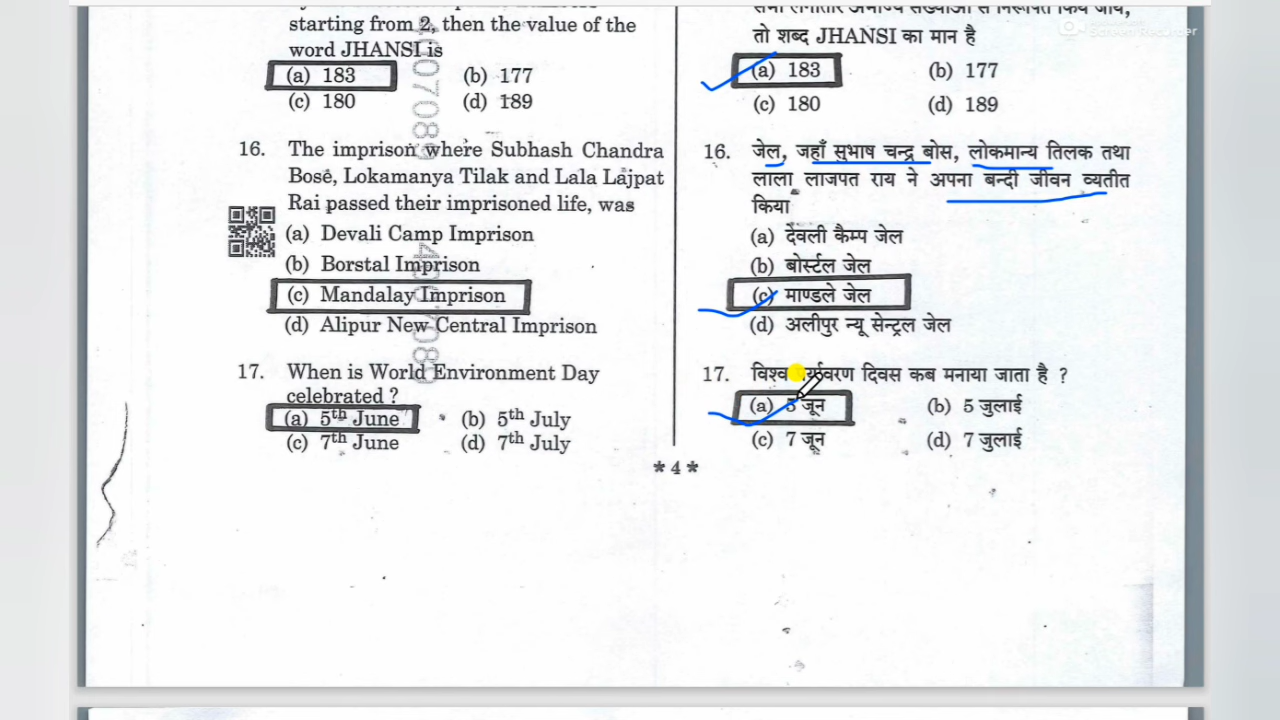 starting from 2, then the value of the
word JHANSI is
(a) 183 (b) 177
(c) 180 (d) 189
16. The imprison where Subhash Chandra
Bose, Lokamanya Tilak and Lala Lajpat
Rai passed their imprisoned life, was
(a) Devali Camp Imprison
(b) Borstal Imprison
(c) Mandalay Imprison
(d) Alipur New Central Imprison
17. When is World Environment Day
celebrated ?
(a) 5th June (b) 5th July
(c) 7th June (d) 7th July
तो शब्द JHANSI का मान है
(a) 183 (b) 177
(c) 180 (d) 189
16. जेल, जहाँ सुभाष चन्द्र बोस, लोकमान्य तिलक तथा
लाला लाजपत राय ने अपना बन्दी जीवन व्यतीत
किया
(a) देवली कैम्प जेल
(b) बोर्स्टल जेल
(c) माण्डले जेल
(d) अलीपुर न्यू सेन्ट्रल जेल
17. विश्व दिवस कब मनाया जाता है ?
(a) 5 जून (b) 5 जुलाई
(c) 7 जून (d) 7 जुलाई
* 4 *
Screen Recorder